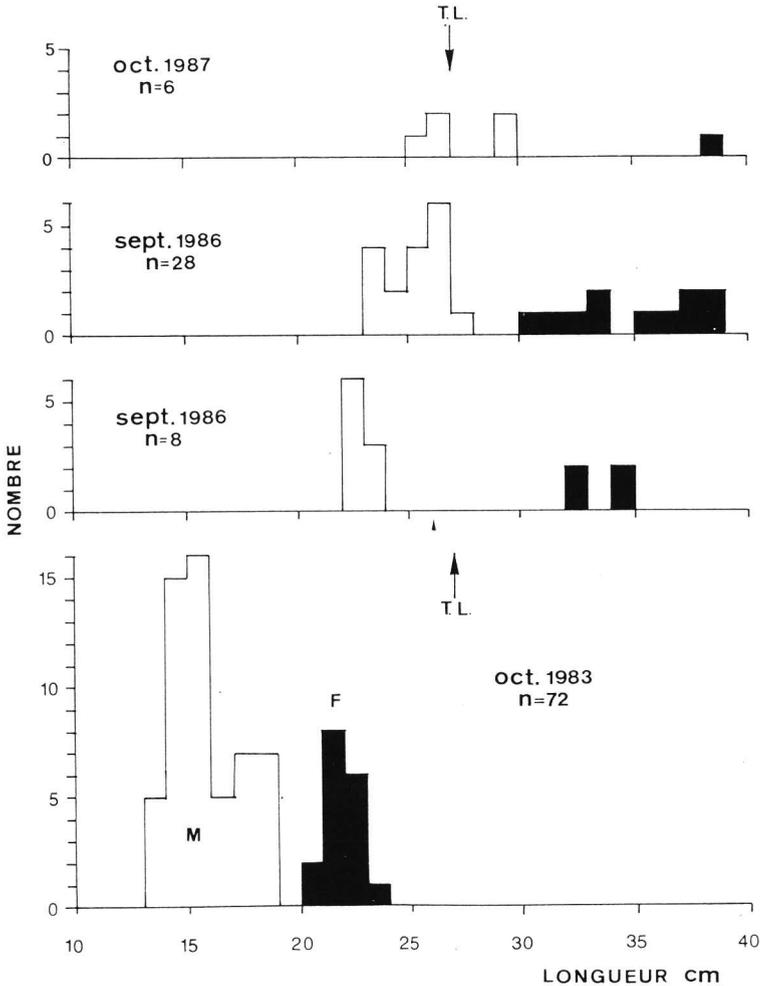 T.L.
5
oct. 1987
n=6
0
5
sept. 1986
n=28
0
5
sept. 1986
n=8
0
NOMBRE
15
T.L.
oct. 1983
n=72
10
F
5
M
0
10 15 20 25 30 35 40
LONGUEUR cm